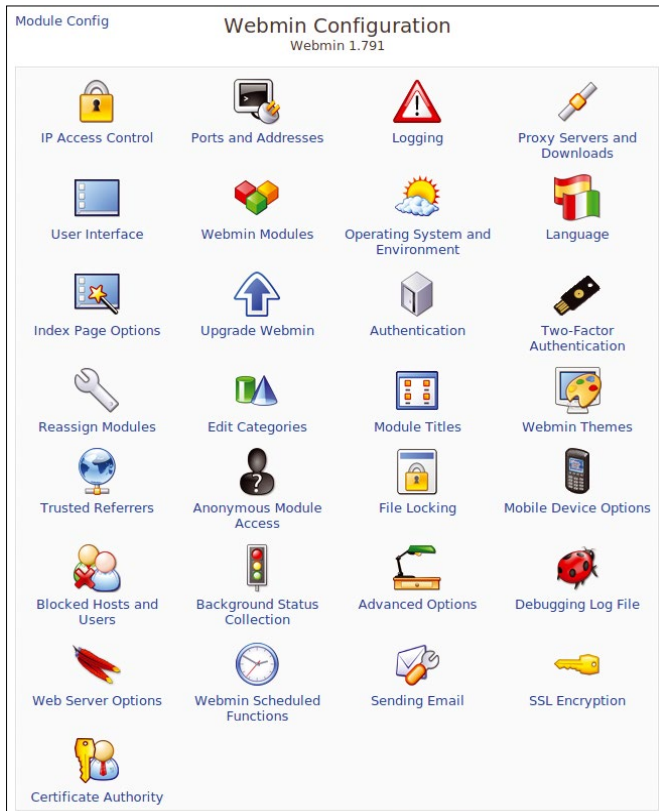 Module Config
Webmin Configuration
Webmin 1.791
IP Access Control
Ports and Addresses
Logging
Proxy Servers and
Downloads
User Interface
Webmin Modules
Operating System and
Environment
Language
Index Page Options
Upgrade Webmin
Authentication
Two-Factor
Authentication
Reassign Modules
Edit Categories
Module Titles
Webmin Themes
Trusted Referrers
Anonymous Module
Access
File Locking
Mobile Device Options
Blocked Hosts and
Users
Background Status
Collection
Advanced Options
Debugging Log File
Web Server Options
Webmin Scheduled
Functions
Sending Email
SSL Encryption
Certificate Authority